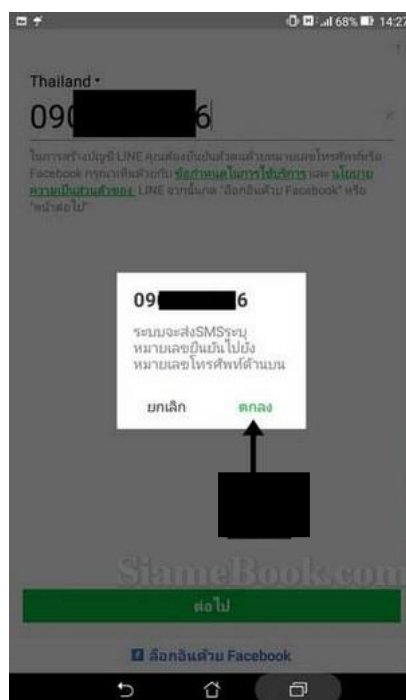 68% 14:27
Thailand
090 6
ในการสร้างบัญชี LINE คุณต้องยืนยันตัวตนด้วยหมายเลขโทรศัพท์หรือ
Facebook กรุณาเห็นด้วยกับ ข้อกำหนดในการใช้บริการ และ นโยบาย
ความเป็นส่วนตัวของ LINE จากนั้นกด "ล็อกอินด้วย Facebook" หรือ
"หน้าต่อไป"
09 6
ระบบจะส่งSMSระบุ
หมายเลขยืนยันไปยัง
หมายเลขโทรศัพท์ด้านบน
ยกเลิก ตกลง
SiameBook.com
ต่อไป
ล็อกอินด้วย Facebook